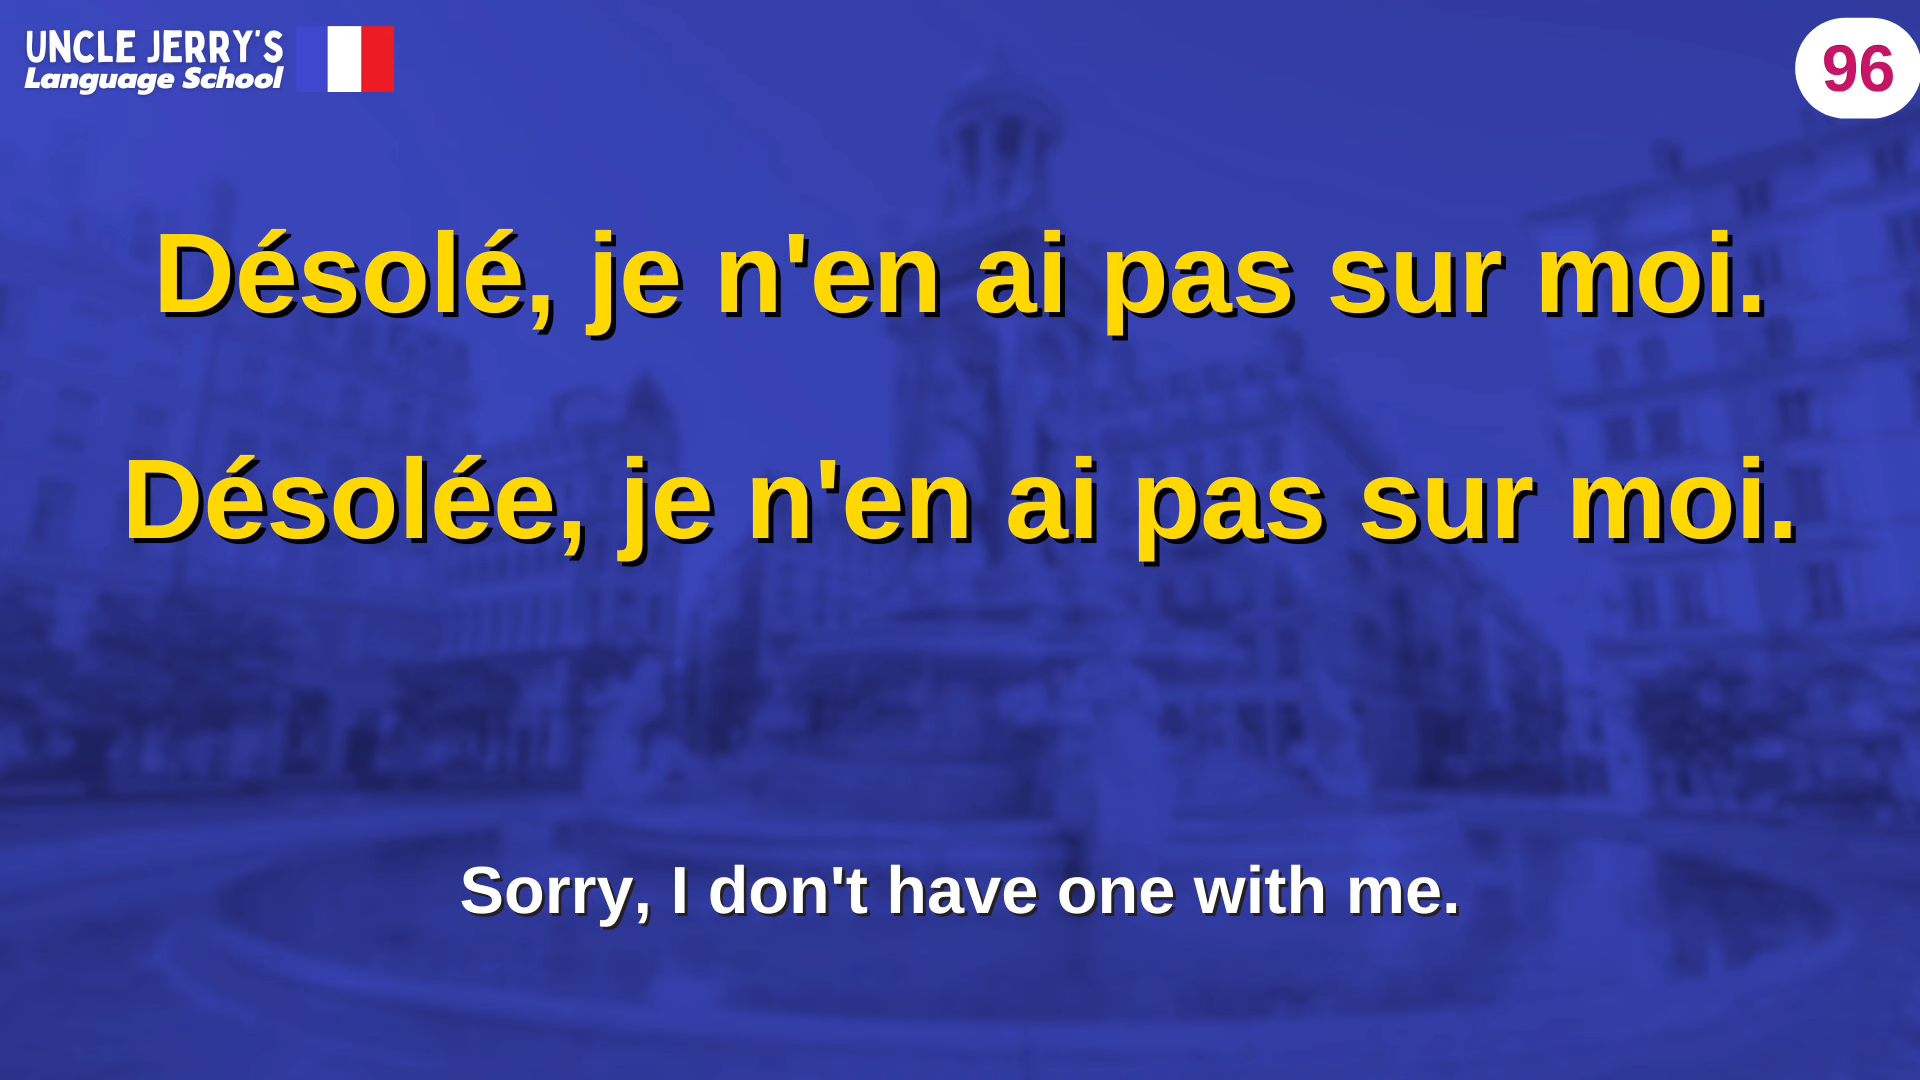 UNCLE JERRY'S
Language School
96
Désolé, je n'en ai pas sur moi.
Désolée, je n'en ai pas sur moi.
Sorry, I don't have one with me.